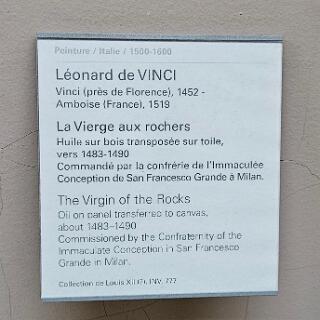 Peinture / Italie / 1500-1600
Léonard de VINCI
Vinci (près de Florence), 1452 -
Amboise (France), 1519
La Vierge aux rochers
Huile sur bois transposée sur toile,
vers 1483-1490
Commandé par la confrérie de l'Immaculée
Conception de San Francesco Grande à Milan.
The Virgin of the Rocks
Oil on panel transferred to canvas,
about 1483–1490
Commissioned by the Confraternity of the
Immaculate Conception in San Francesco
Grande in Milan.
Collection de Louis INV. 777